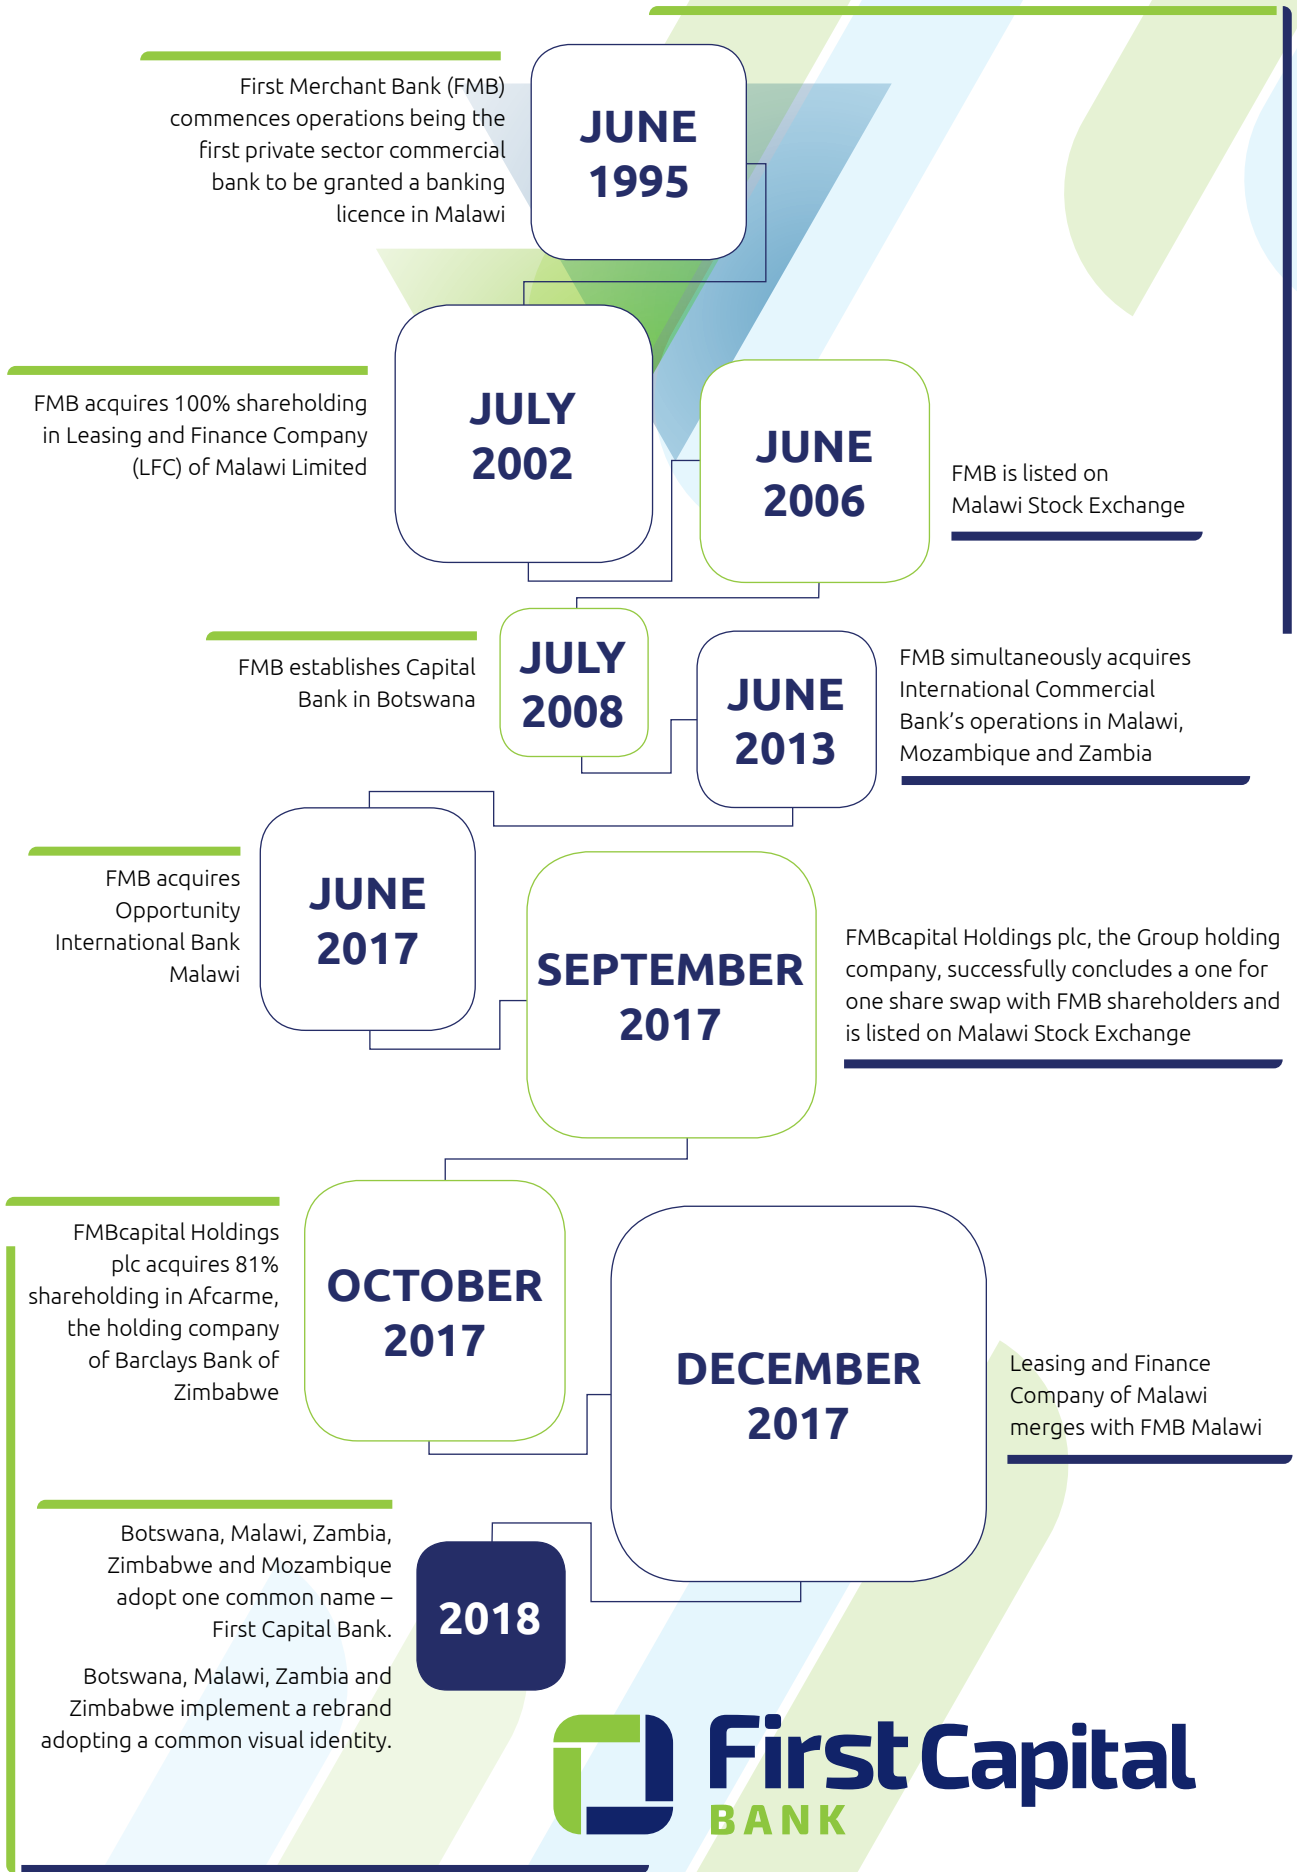 First Merchant Bank (FMB)
commences operations being the
first private sector commercial
bank to be granted a banking
licence in Malawi
JUNE
1995
FMB acquires 100% shareholding
in Leasing and Finance Company
(LFC) of Malawi Limited
JULY
2002
JUNE
2006
FMB is listed on
Malawi Stock Exchange
FMB establishes Capital
Bank in Botswana
JULY
2008
JUNE
2013
FMB simultaneously acquires
International Commercial
Bank’s operations in Malawi,
Mozambique and Zambia
FMB acquires
Opportunity
International Bank
Malawi
JUNE
2017
SEPTEMBER
2017
FMBcapital Holdings plc, the Group holding
company, successfully concludes a one for
one share swap with FMB shareholders and
is listed on Malawi Stock Exchange
FMBcapital Holdings
plc acquires 81%
shareholding in Afcarme,
the holding company
of Barclays Bank of
Zimbabwe
OCTOBER
2017
DECEMBER
2017
Leasing and Finance
Company of Malawi
merges with FMB Malawi
Botswana, Malawi, Zambia,
Zimbabwe and Mozambique
adopt one common name –
First Capital Bank.
Botswana, Malawi, Zambia and
Zimbabwe implement a rebrand
adopting a common visual identity.
2018
First Capital
BANK